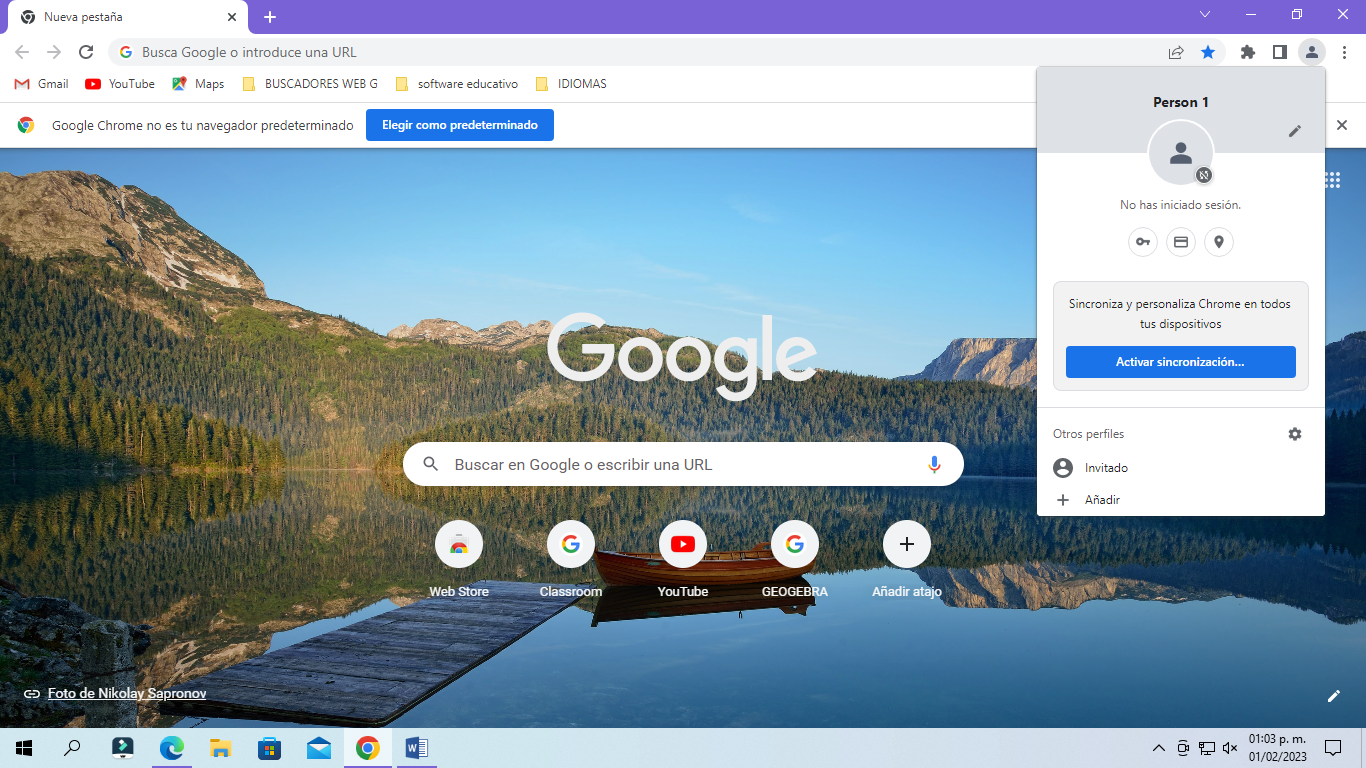 Nueva pestaña
Busca Google o introduce una URL
Gmail
YouTube
Maps
BUSCADORES WEB G
software educativo
IDIOMAS
Google Chrome no es tu navegador predeterminado
Elegir como predeterminado
Person 1
No has iniciado sesión.
Sincroniza y personaliza Chrome en todos
tus dispositivos
Activar sincronización...
Otros perfiles
Invitado
Añadir
Google
Buscar en Google o escribir una URL
Web Store
Classroom
YouTube
GEOGEBRA
Añadir atajo
Foto de Nikolay Sapronov
01:03 p. m.
01/02/2023